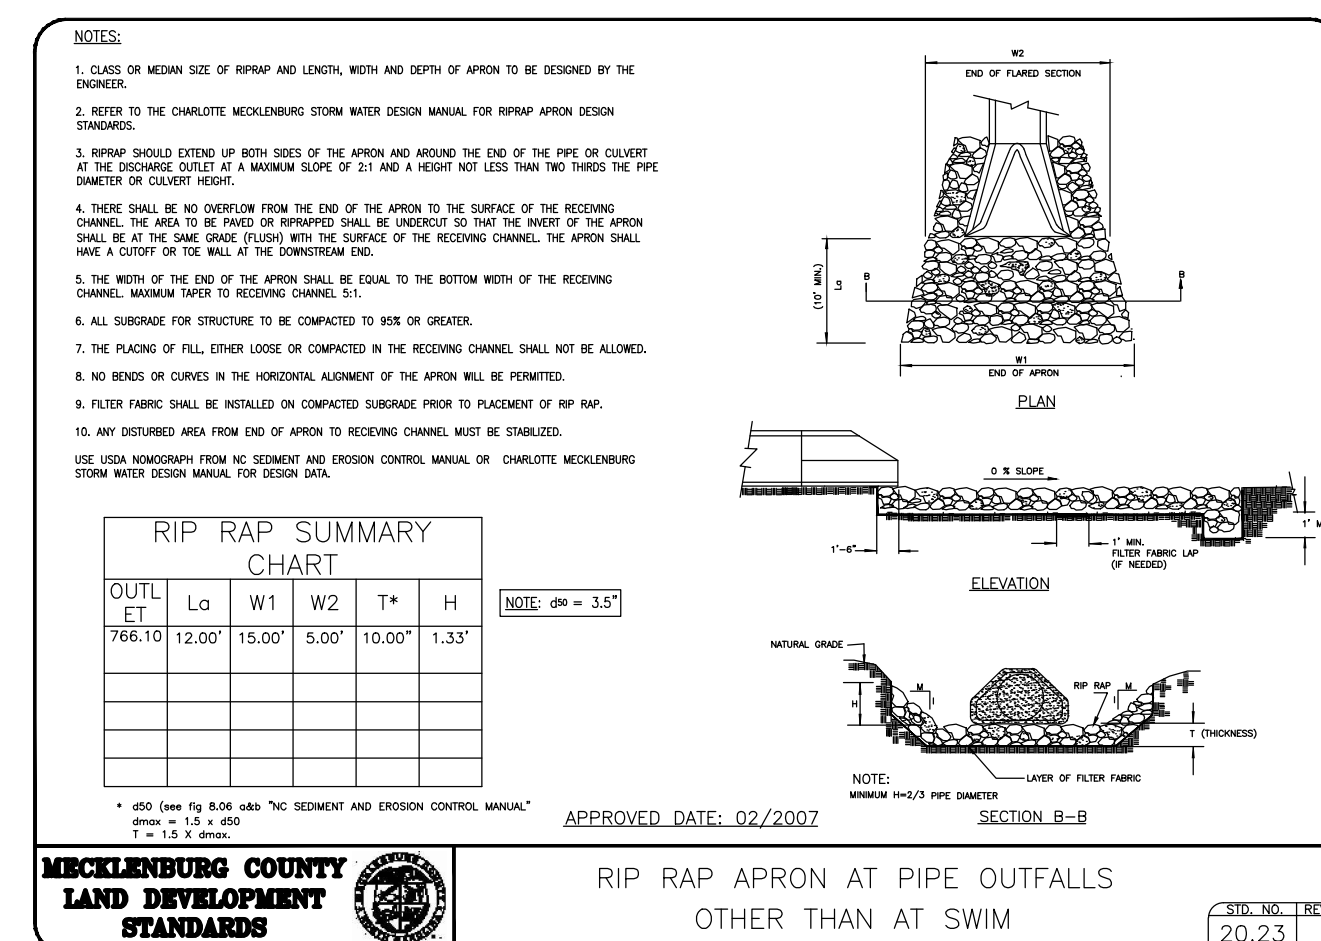 NOTES:
1. CLASS OR MEDIAN SIZE OF RIPRAP AND LENGTH, WIDTH AND DEPTH OF APRON TO BE DESIGNED BY THE
ENGINEER.
2. REFER TO THE CHARLOTTE MECKLENBURG STORM WATER DESIGN MANUAL FOR RIPRAP APRON DESIGN
STANDARDS.
3. RIPRAP SHOULD EXTEND UP BOTH SIDES OF THE APRON AND AROUND THE END OF THE PIPE OR CULVERT
AT THE DISCHARGE OUTLET AT A MAXIMUM SLOPE OF 2:1 AND A HEIGHT NOT LESS THAN TWO THIRDS THE PIPE
DIAMETER OR CULVERT HEIGHT.
4. THERE SHALL BE NO OVERFLOW FROM THE END OF THE APRON TO THE SURFACE OF THE RECEIVING
CHANNEL. THE AREA TO BE PAVED OR RIPRAPPED SHALL BE UNDERCUT SO THAT THE INVERT OF THE APRON
SHALL BE AT THE SAME GRADE (FLUSH) WITH THE SURFACE OF THE RECEIVING CHANNEL. THE APRON SHALL
HAVE A CUTOFF OR TOE WALL AT THE DOWNSTREAM END.
5. THE WIDTH OF THE END OF THE APRON SHALL BE EQUAL TO THE BOTTOM WIDTH OF THE RECEIVING
CHANNEL. MAXIMUM TAPER TO RECEIVING CHANNEL 5:1.
6. ALL SUBGRADE FOR STRUCTURE TO BE COMPACTED TO 95% OR GREATER.
7. THE PLACING OF FILL, EITHER LOOSE OR COMPACTED IN THE RECEIVING CHANNEL SHALL NOT BE ALLOWED.
8. NO BENDS OR CURVES IN THE HORIZONTAL ALIGNMENT OF THE APRON WILL BE PERMITTED.
9. FILTER FABRIC SHALL BE INSTALLED ON COMPACTED SUBGRADE PRIOR TO PLACEMENT OF RIP RAP.
10. ANY DISTURBED AREA FROM END OF APRON TO RECIEVING CHANNEL MUST BE STABILIZED.
USE USDA NOMOGRAPH FROM NC SEDIMENT AND EROSION CONTROL MANUAL OR CHARLOTTE MECKLENBURG
STORM WATER DESIGN MANUAL FOR DESIGN DATA.
RIP RAP SUMMARY
CHART
OUTL
ET
La W1 W2 T* H
766.10 12.00' 15.00' 5.00' 10.00" 1.33'
NOTE: d50 = 3.5"
* d50 (see fig 8.06 a&b "NC SEDIMENT AND EROSION CONTROL MANUAL"
dmax = 1.5 x d50
T = 1.5 X dmax.
W2
END OF FLARED SECTION
(10' MIN.)
La
B
B
W1
END OF APRON
PLAN
0 % SLOPE
1'-6"
1' MIN.
FILTER FABRIC LAP
(IF NEEDED)
1' M
ELEVATION
NATURAL GRADE
M
1
H
RIP RAP
M
1
T (THICKNESS)
LAYER OF FILTER FABRIC
NOTE:
MINIMUM H=2/3 PIPE DIAMETER
SECTION B-B
APPROVED DATE: 02/2007
MECKLENBURG COUNTY
LAND DEVELOPMENT
STANDARDS
RIP RAP APRON AT PIPE OUTFALLS
OTHER THAN AT SWIM
STD. NO. RE
20.23